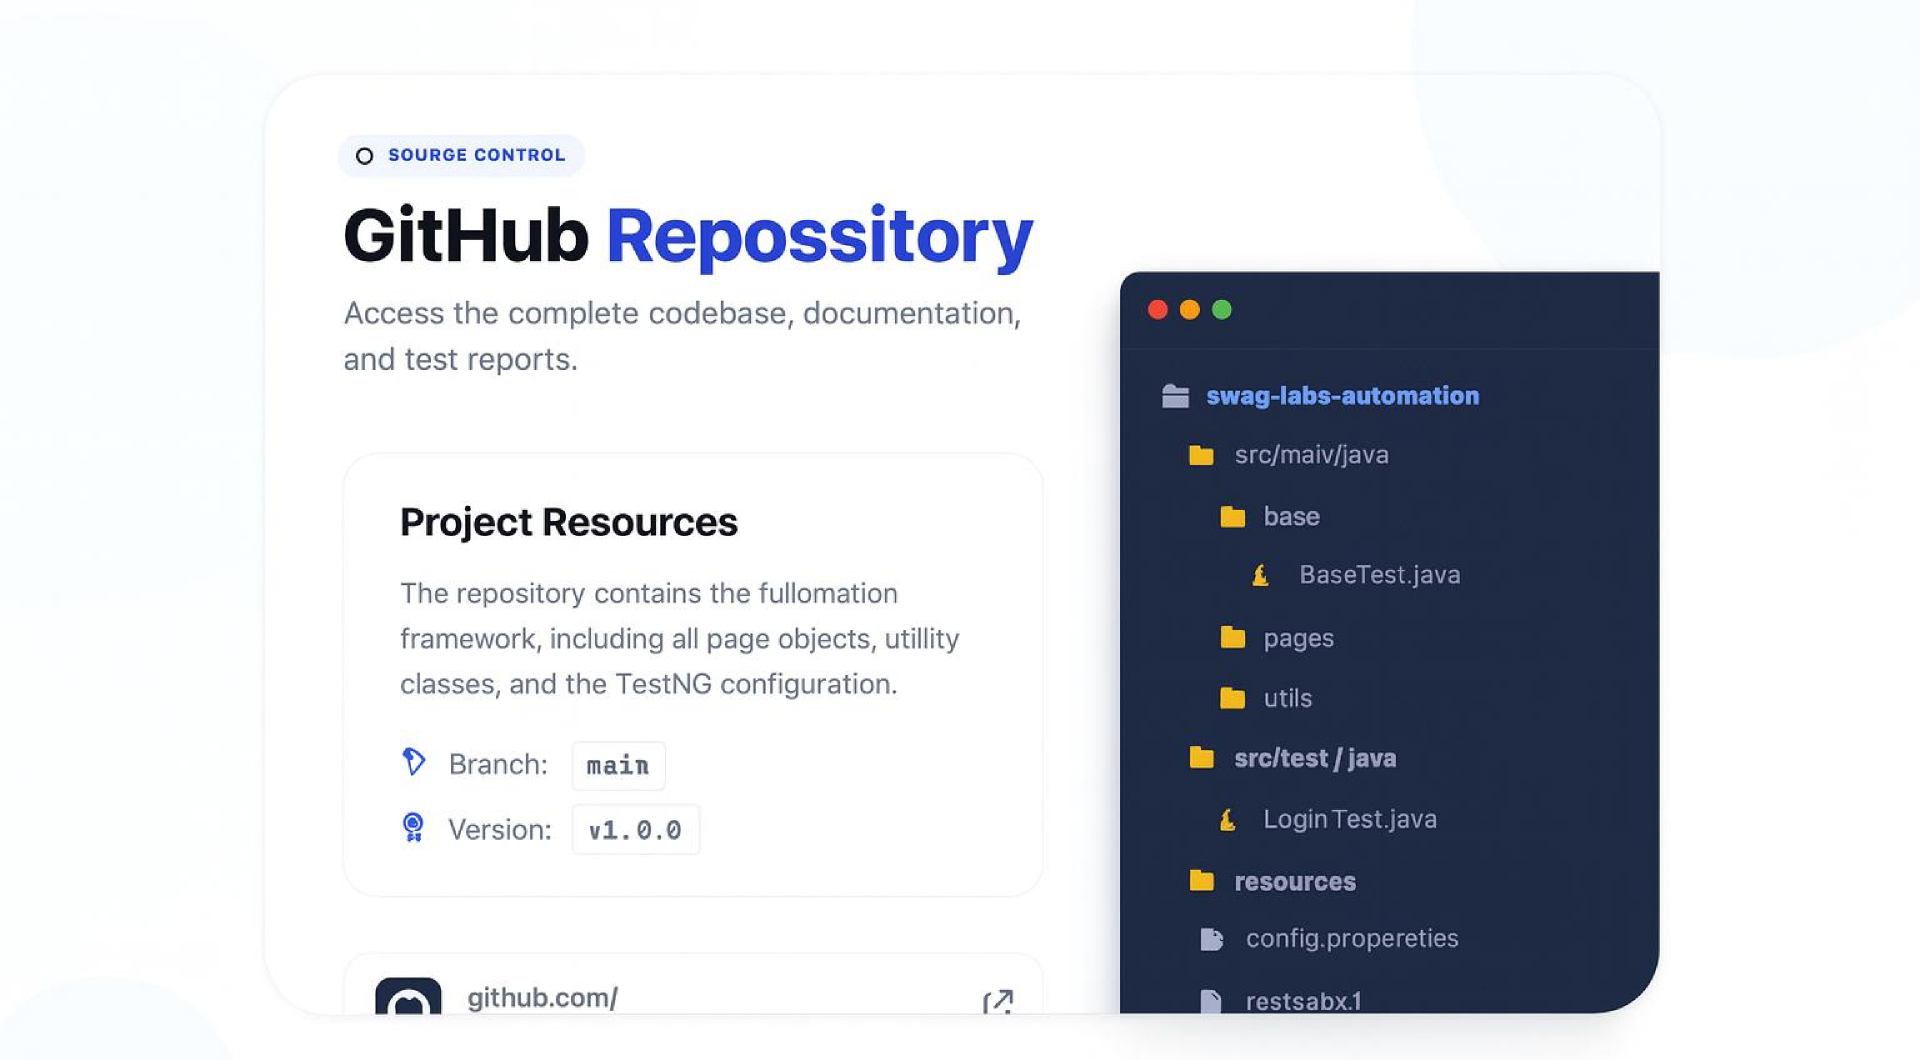 SOURGE CONTROL
GitHub Repossitory
Access the complete codebase, documentation,
and test reports.
Project Resources
The repository contains the fullomation
framework, including all page objects, utillity
classes, and the TestNG configuration.
Branch: main
Version: v1.0.0
github.com/
swag-labs-automation
src/maiv/java
base
BaseTest.java
pages
utils
src/test/java
LoginTest.java
resources
config.propereties
restsabx.1